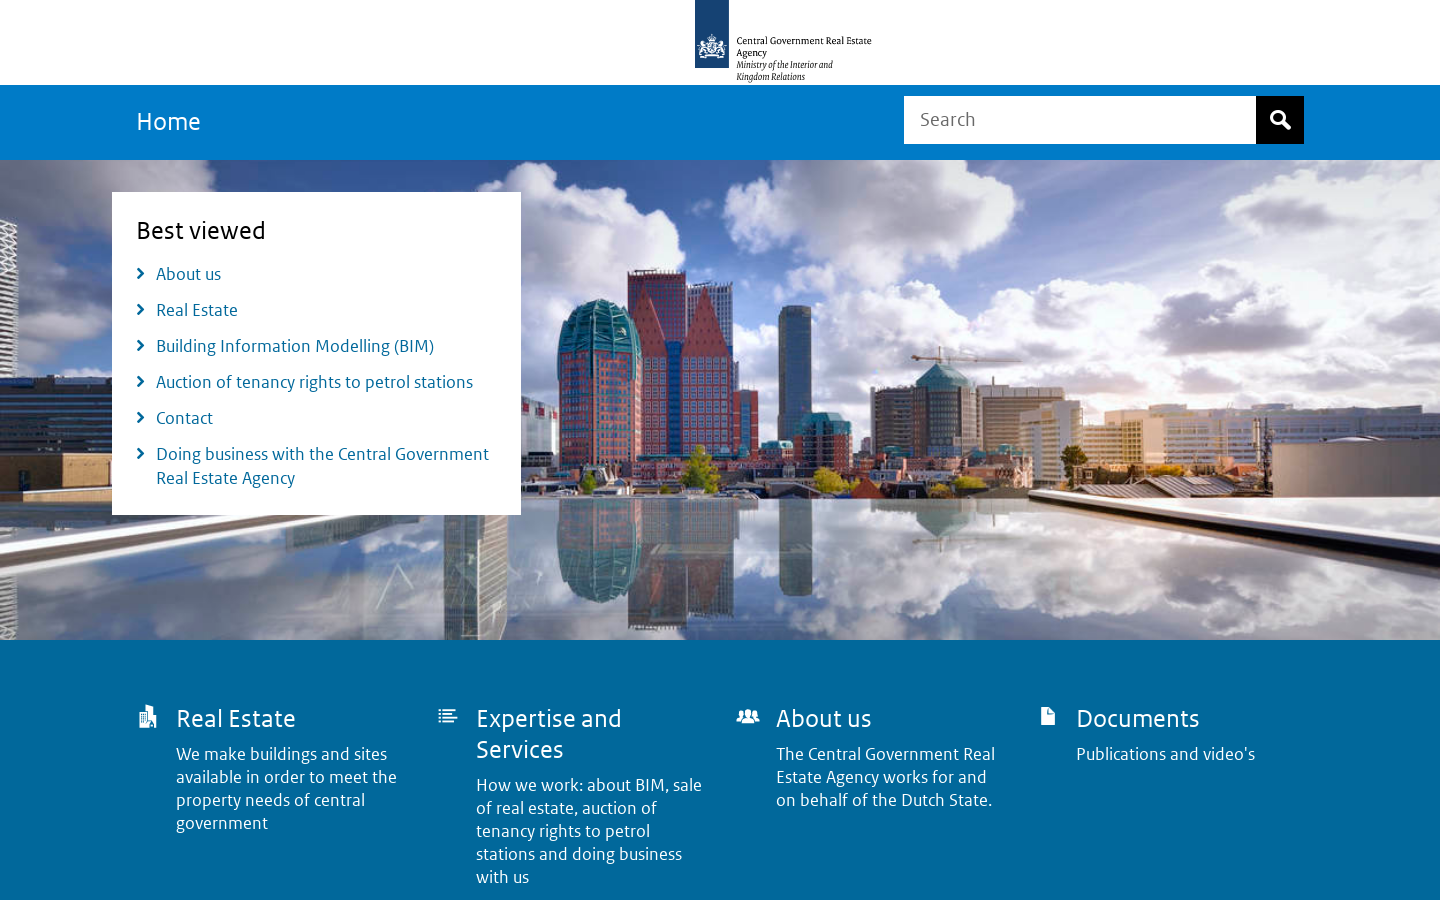 Central Government Real Estate
Agency
Ministry of the Interior and
Kingdom Relations
Home
Search
Best viewed
About us
Real Estate
Building Information Modelling (BIM)
Auction of tenancy rights to petrol stations
Contact
Doing business with the Central Government
Real Estate Agency
Real Estate
We make buildings and sites
available in order to meet the
property needs of central
government
Expertise and
Services
How we work: about BIM, sale
of real estate, auction of
tenancy rights to petrol
stations and doing business
with us
About us
The Central Government Real
Estate Agency works for and
on behalf of the Dutch State.
Documents
Publications and video's